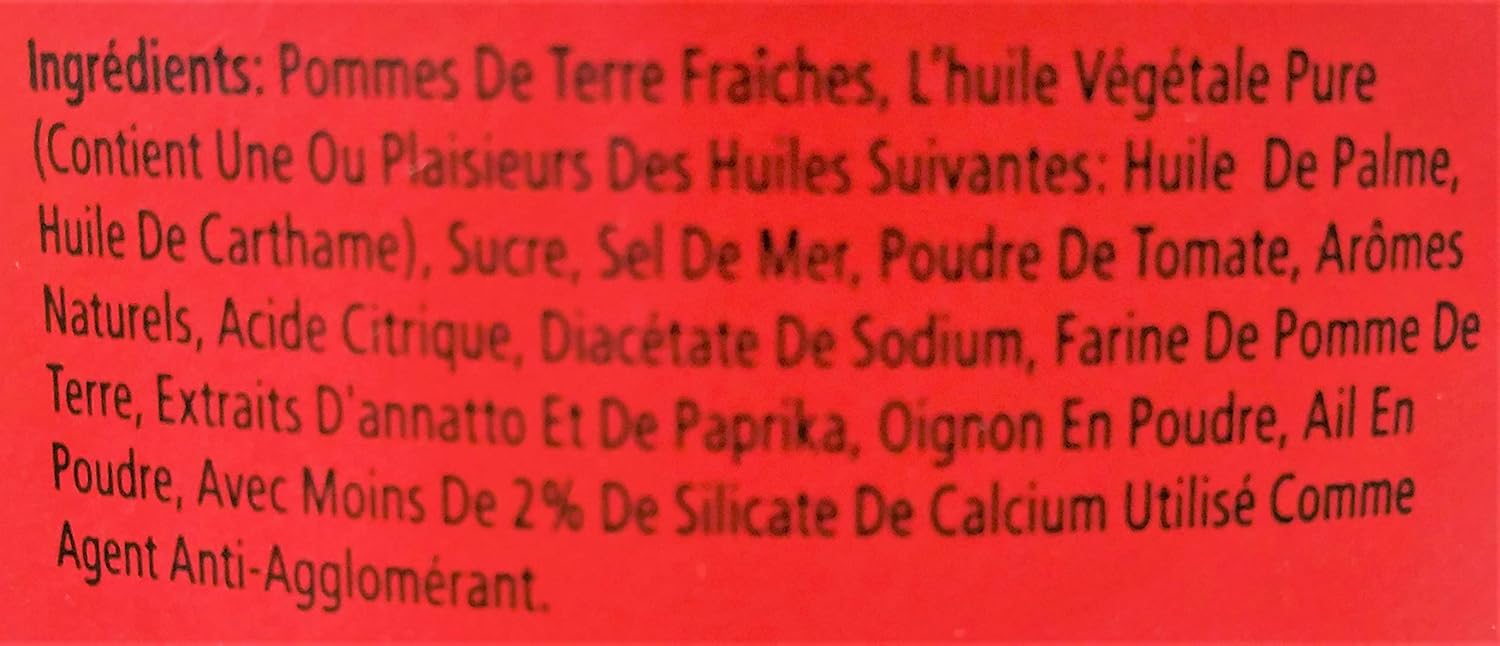 Ingrédients: Pommes De Terre Fraiches, L'huile Végétale Pure
(Contient Une Ou Plaisieurs Des Huiles Suivantes: Huile De Palme,
Huile De Carthame), Sucre, Sel De Mer, Poudre De Tomate, Arômes
Naturels, Acide Citrique, Diacétate De Sodium, Farine De Pomme De
Terre, Extraits D'annatto Et De Paprika, Oignon En Poudre, Ail En
Poudre, Avec Moins De 2% De Silicate De Calcium Utilisé Comme
Agent Anti-Agglomérant.